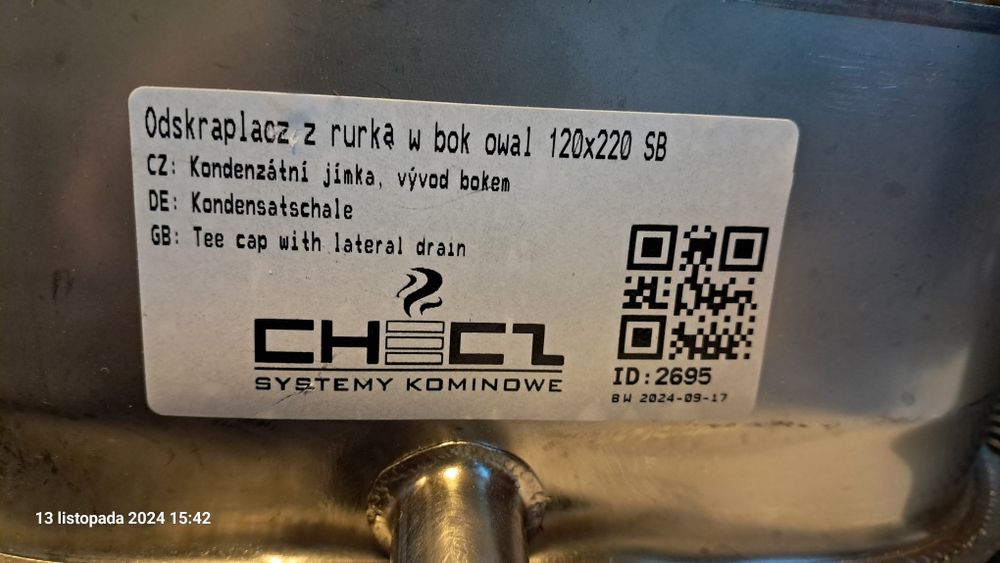 Odskraplacz z rurką w bok owal 120x220 SB
CZ: Kondenzátní jímka, vývod bokem
DE: Kondensatschale
GB: Tee cap with lateral drain
CHECZ
SYSTEMY KOMINOWE
ID:2695
BW 2024-09-17
13 listopada 2024 15:42